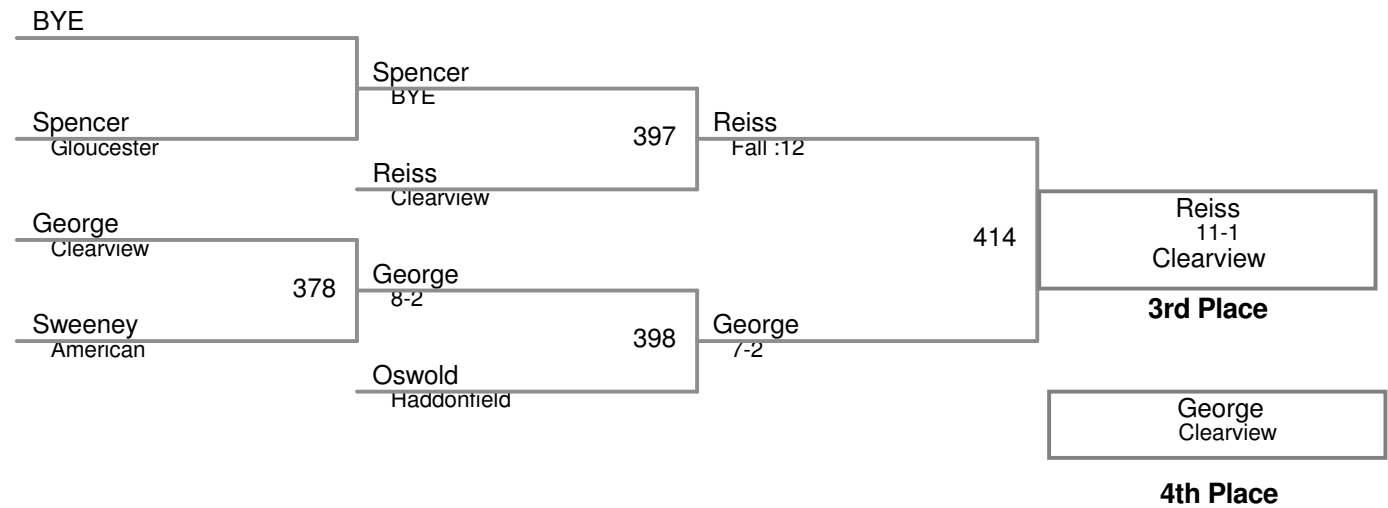 BYE
Spencer
BYE
Spencer
Gloucester
397
Reiss
Fall :12
Reiss
Clearview
George
Clearview
414
Reiss
11-1
Clearview
3rd Place
378
George
8-2
Sweeney
American
398
George
7-2
Oswold
Haddonfield
George
Clearview
4th Place